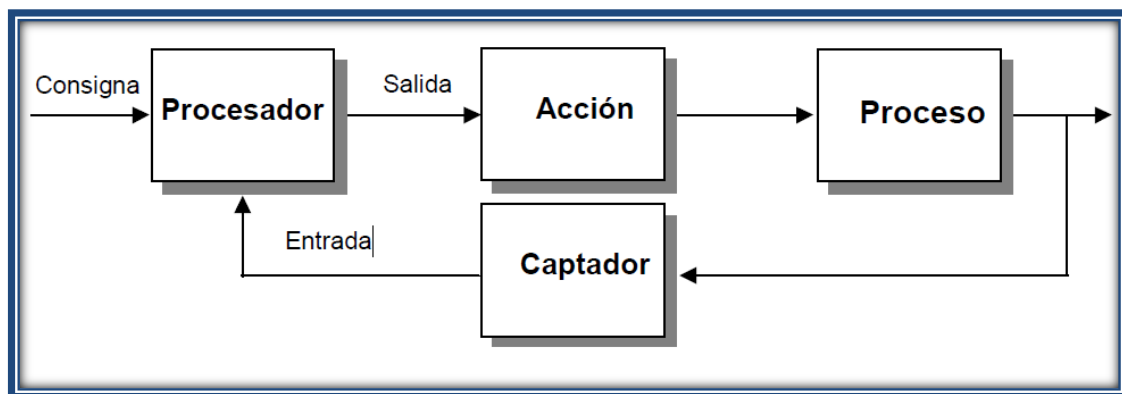 Consigna
Procesador
Salida
Acción
Proceso
Entrada
Captador